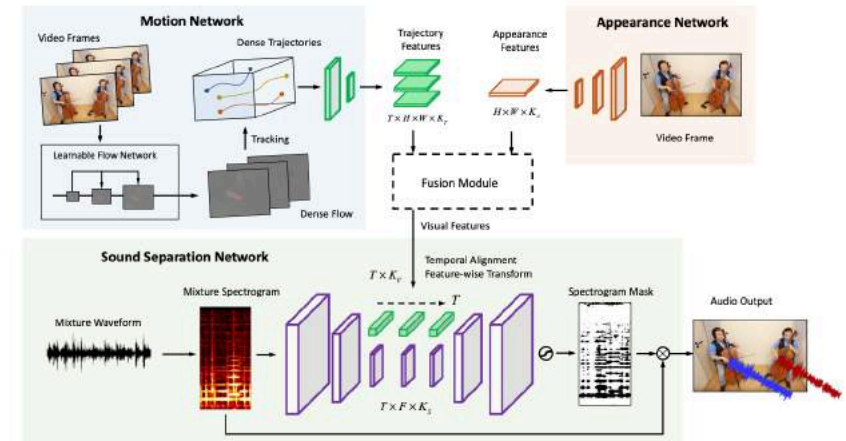 Motion Network
Video Frames
Dense Trajectories
Learnable Flow Network
Tracking
Dense Flow
Trajectory
Features
T×H×W×K_T
Appearance
Features
H×W×K_A
Appearance Network
Video Frame
Fusion Module
Visual Features
Sound Separation Network
Temporal Alignment
Feature-wise Transform
T×K_V
T
Mixture Waveform
Mixture Spectrogram
T×F×K_S
Spectrogram Mask
Audio Output